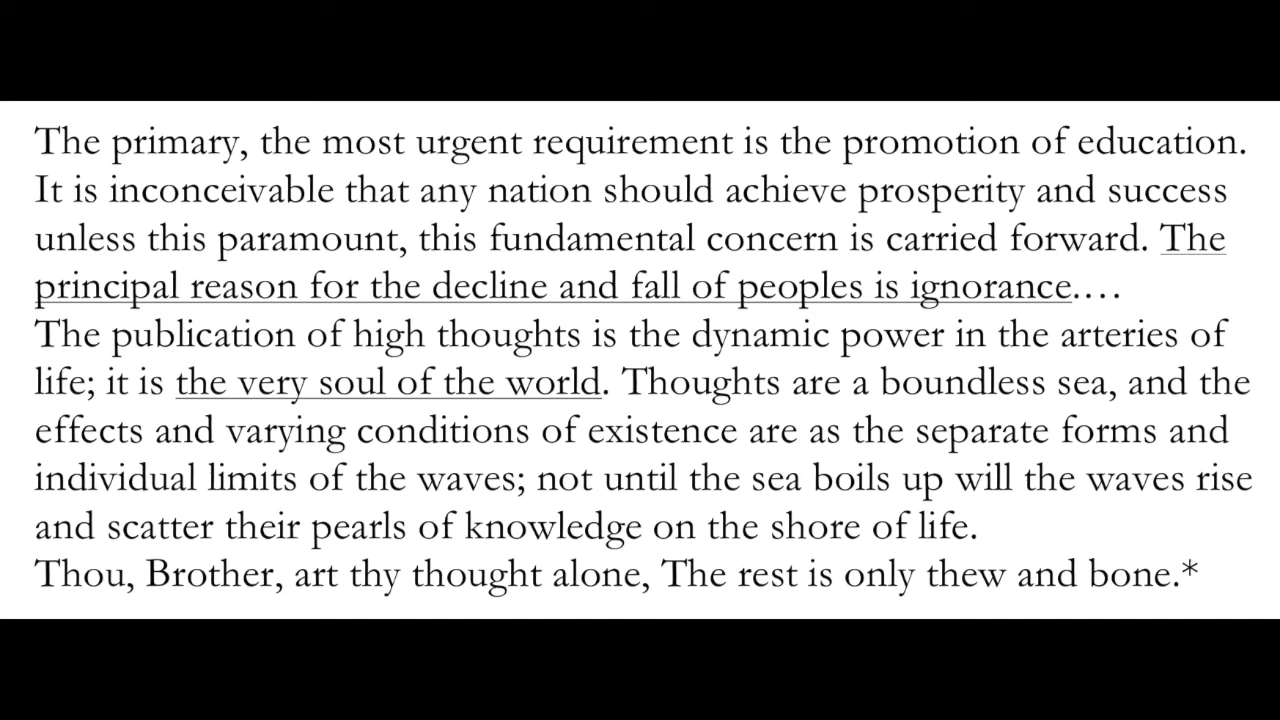 The primary, the most urgent requirement is the promotion of education.
It is inconceivable that any nation should achieve prosperity and success
unless this paramount, this fundamental concern is carried forward. The
principal reason for the decline and fall of peoples is ignorance.…
The publication of high thoughts is the dynamic power in the arteries of
life; it is the very soul of the world. Thoughts are a boundless sea, and the
effects and varying conditions of existence are as the separate forms and
individual limits of the waves; not until the sea boils up will the waves rise
and scatter their pearls of knowledge on the shore of life.
Thou, Brother, art thy thought alone, The rest is only thew and bone.*